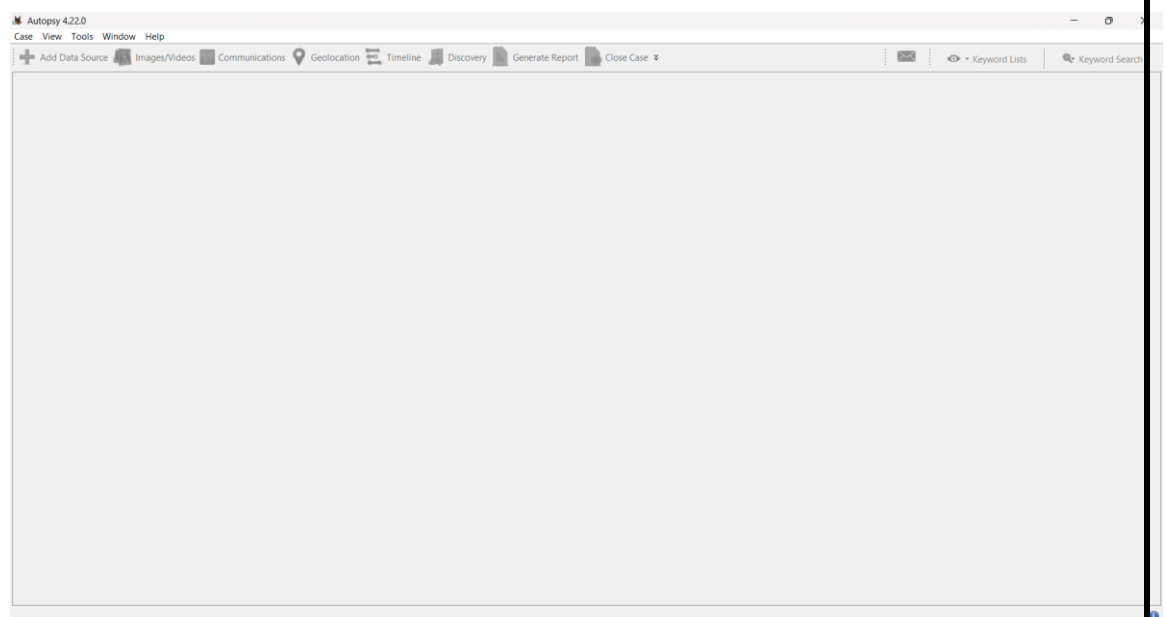 Autopsy 4.22.0
Case View Tools Window Help
Add Data Source Images/Videos Communications Geolocation Timeline Discovery Generate Report Close Case Keyword Lists Keyword Search